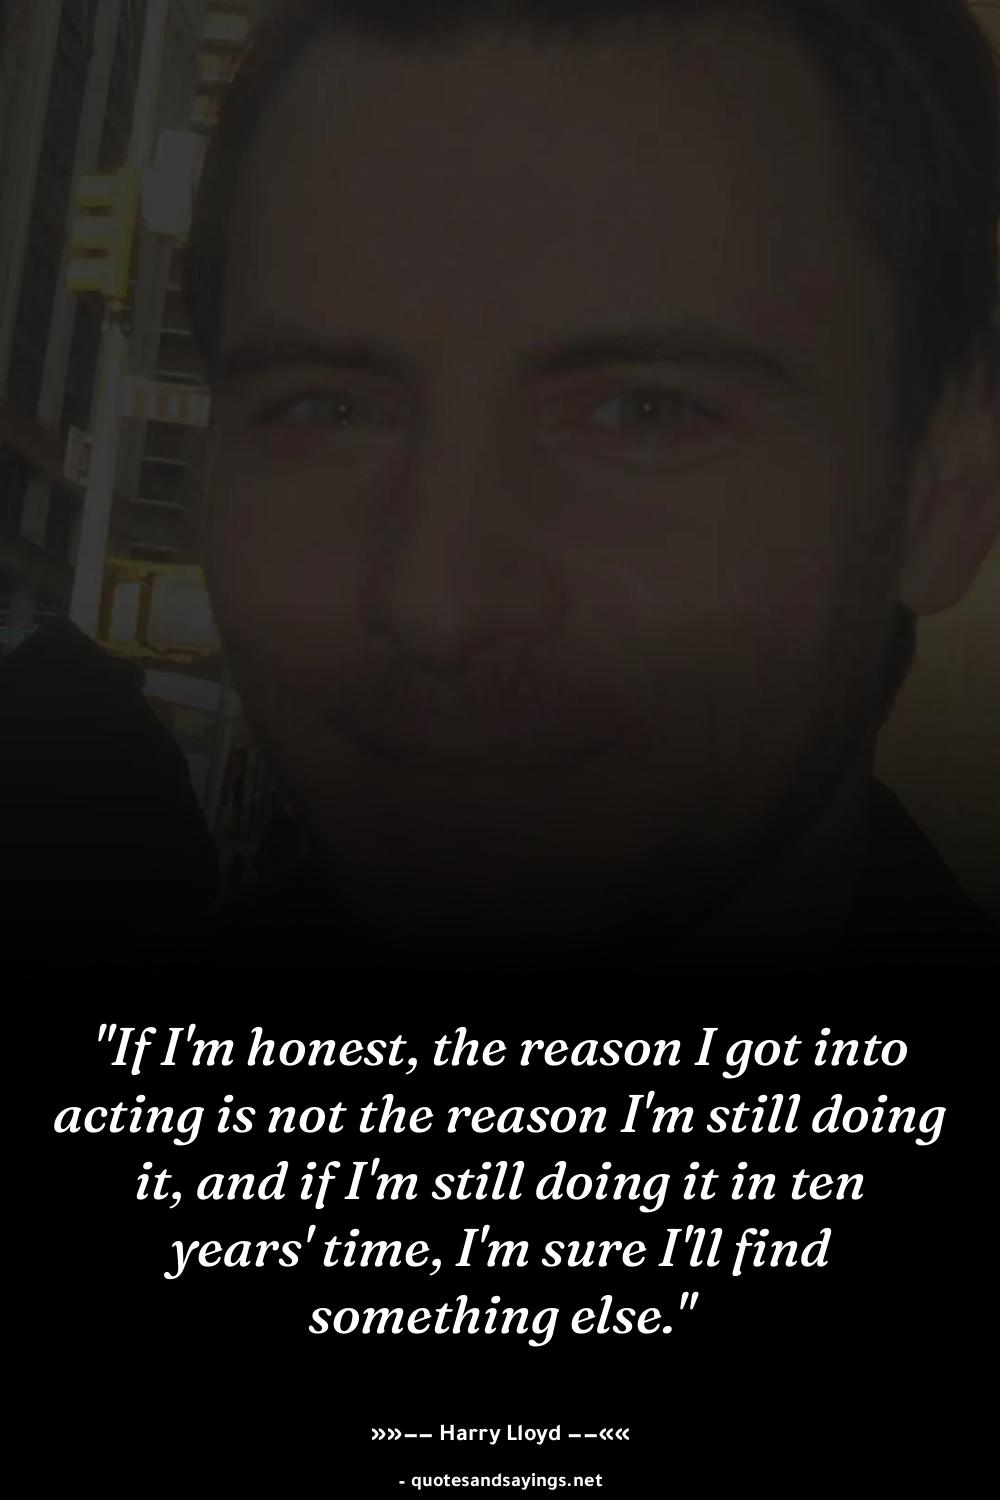 "If I'm honest, the reason I got into
acting is not the reason I'm still doing
it, and if I'm still doing it in ten
years' time, I'm sure I'll find
something else."
»»-- Harry Lloyd --««
- quotesandsayings.net